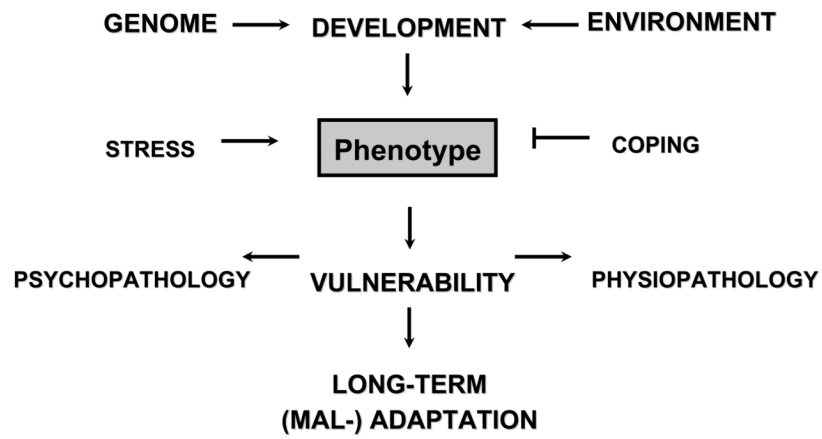 GENOME
DEVELOPMENT
ENVIRONMENT
STRESS
Phenotype
COPING
PSYCHOPATHOLOGY
VULNERABILITY
PHYSIOPATHOLOGY
LONG-TERM
(MAL-) ADAPTATION